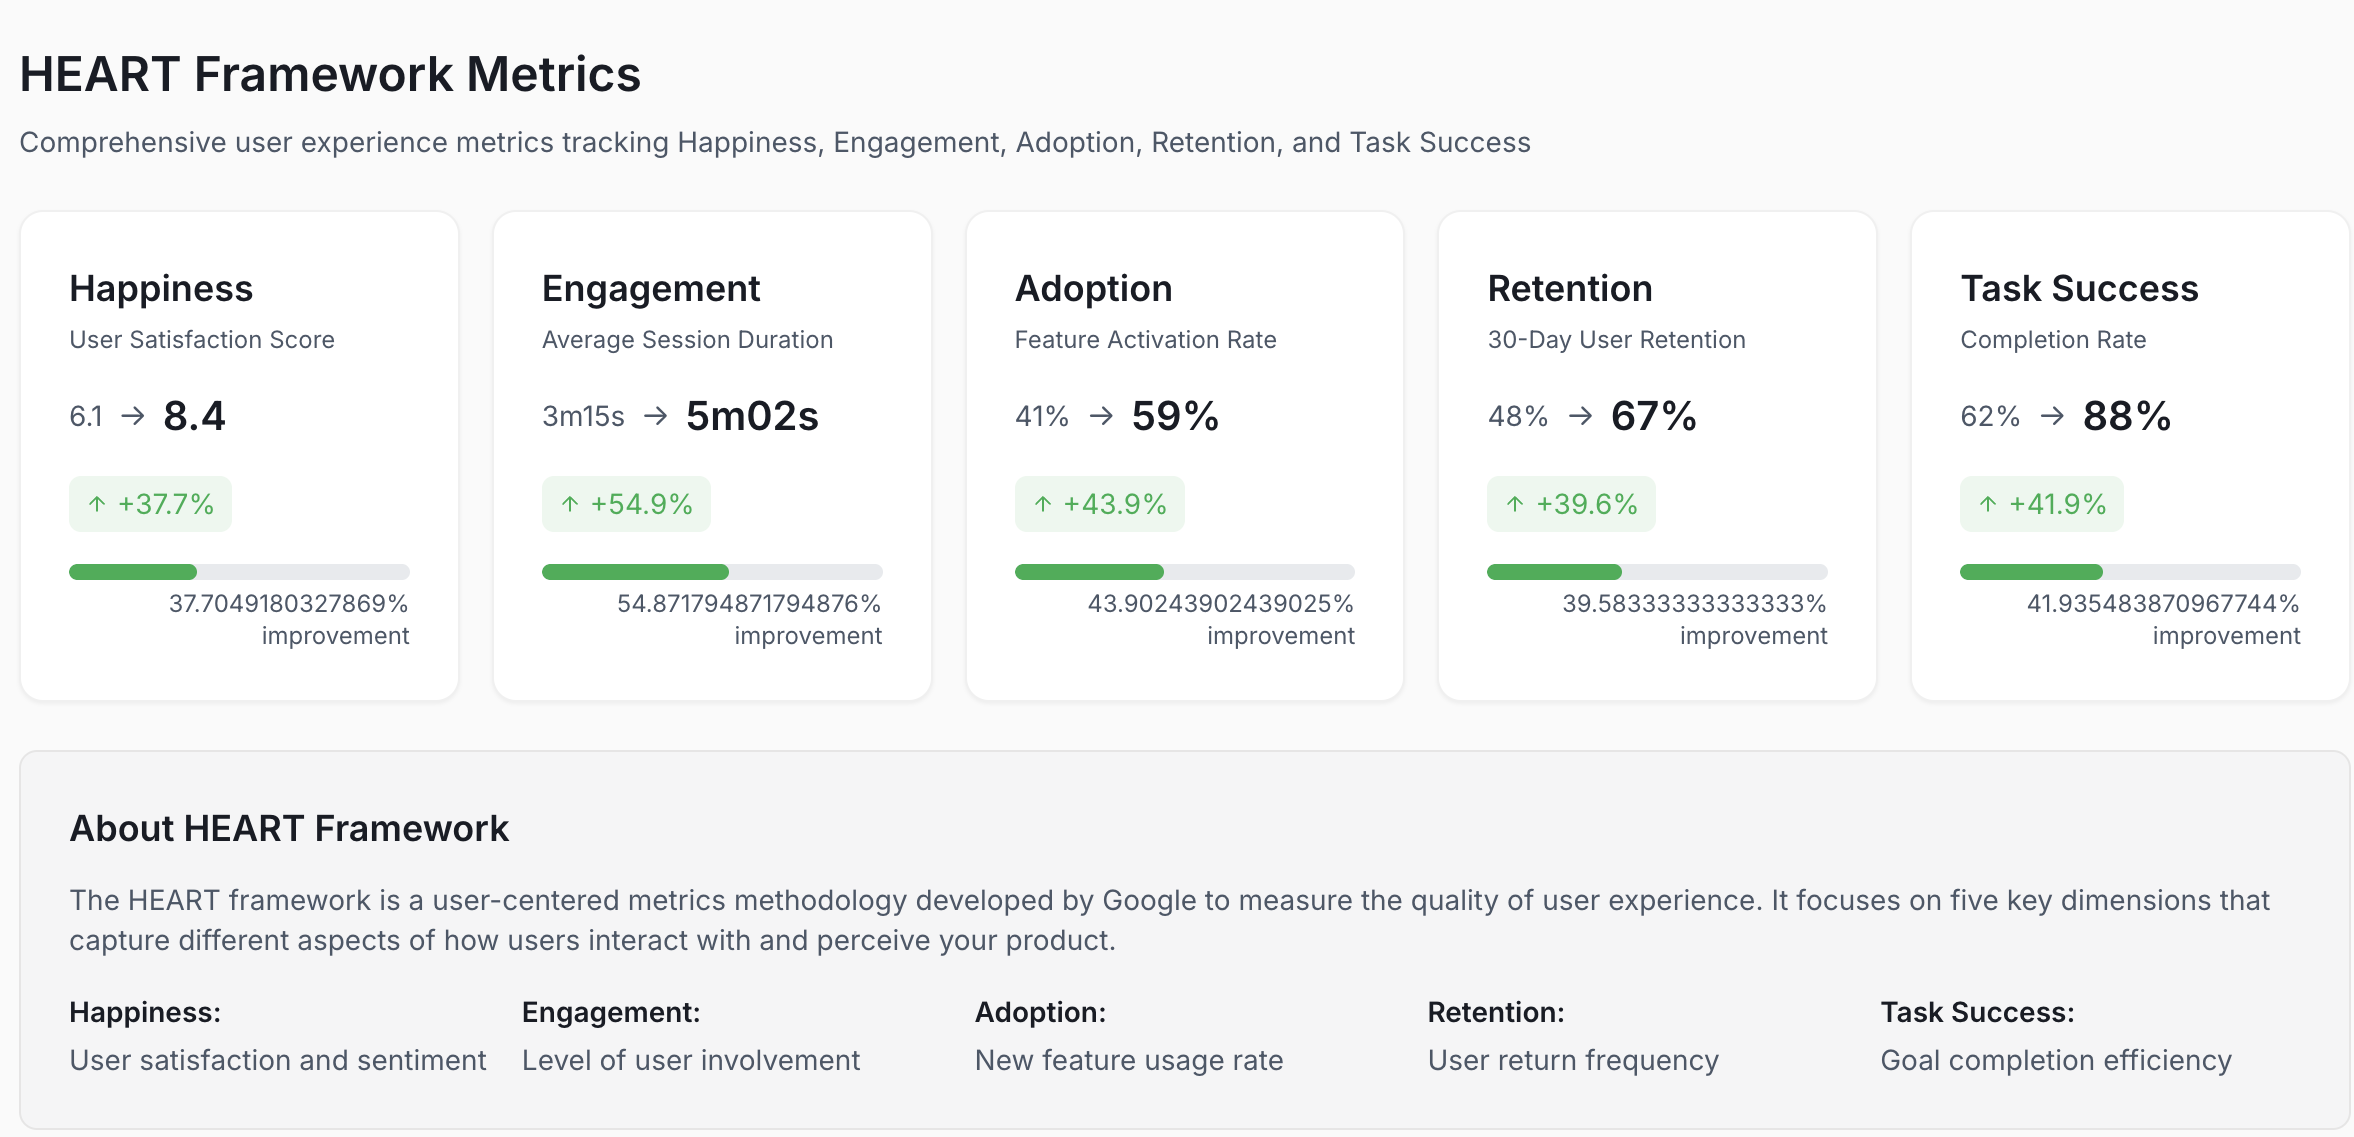 HEART Framework Metrics
Comprehensive user experience metrics tracking Happiness, Engagement, Adoption, Retention, and Task Success
Happiness
User Satisfaction Score
6.1 → 8.4
↑ +37.7%
37.7049180327869%
improvement
Engagement
Average Session Duration
3m15s → 5m02s
↑ +54.9%
54.871794871794876%
improvement
Adoption
Feature Activation Rate
41% → 59%
↑ +43.9%
43.90243902439025%
improvement
Retention
30-Day User Retention
48% → 67%
↑ +39.6%
39.58333333333333%
improvement
Task Success
Completion Rate
62% → 88%
↑ +41.9%
41.935483870967744%
improvement
About HEART Framework
The HEART framework is a user-centered metrics methodology developed by Google to measure the quality of user experience. It focuses on five key dimensions that
capture different aspects of how users interact with and perceive your product.
Happiness:
User satisfaction and sentiment
Engagement:
Level of user involvement
Adoption:
New feature usage rate
Retention:
User return frequency
Task Success:
Goal completion efficiency